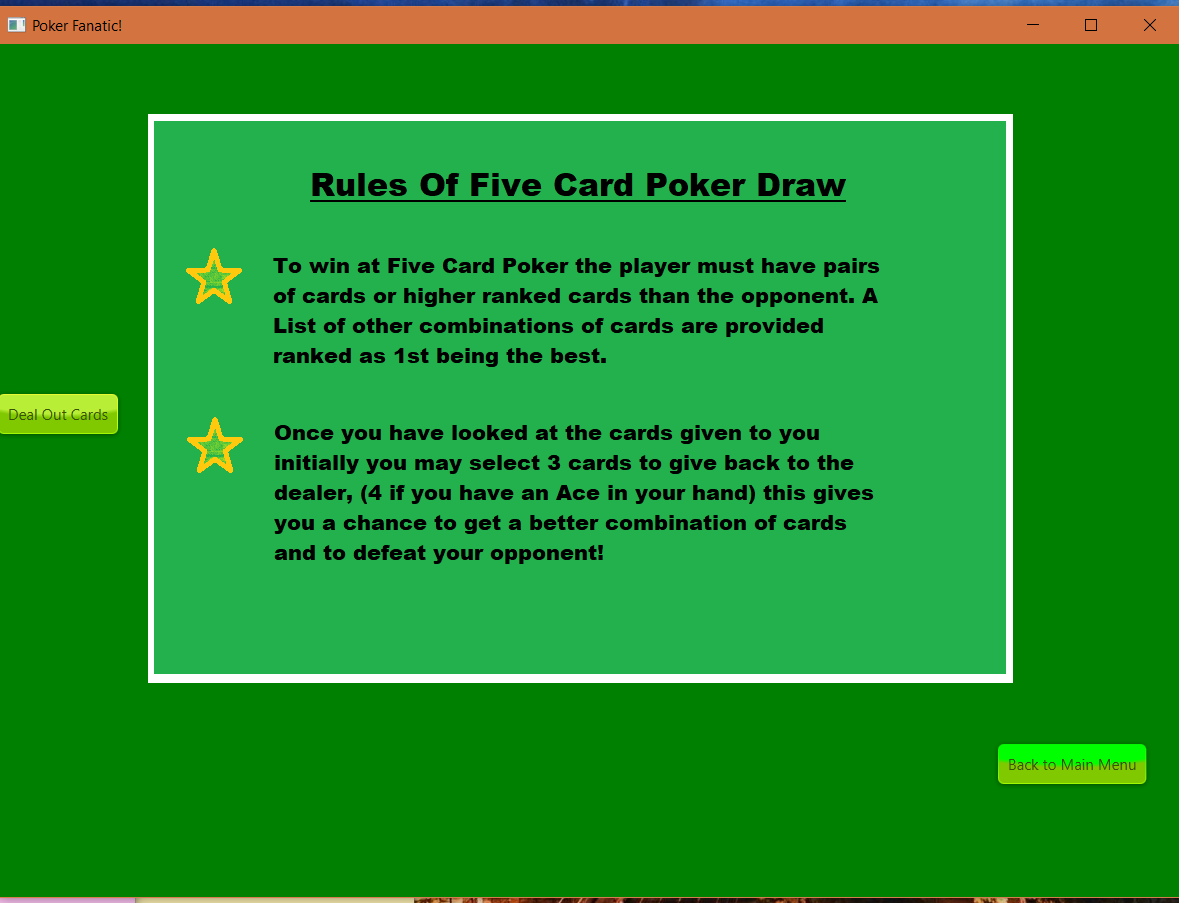 Poker Fanatic!
Rules Of Five Card Poker Draw
To win at Five Card Poker the player must have pairs
of cards or higher ranked cards than the opponent. A
List of other combinations of cards are provided
ranked as 1st being the best.
Deal Out Cards
Once you have looked at the cards given to you
initially you may select 3 cards to give back to the
dealer, (4 if you have an Ace in your hand) this gives
you a chance to get a better combination of cards
and to defeat your opponent!
Back to Main Menu